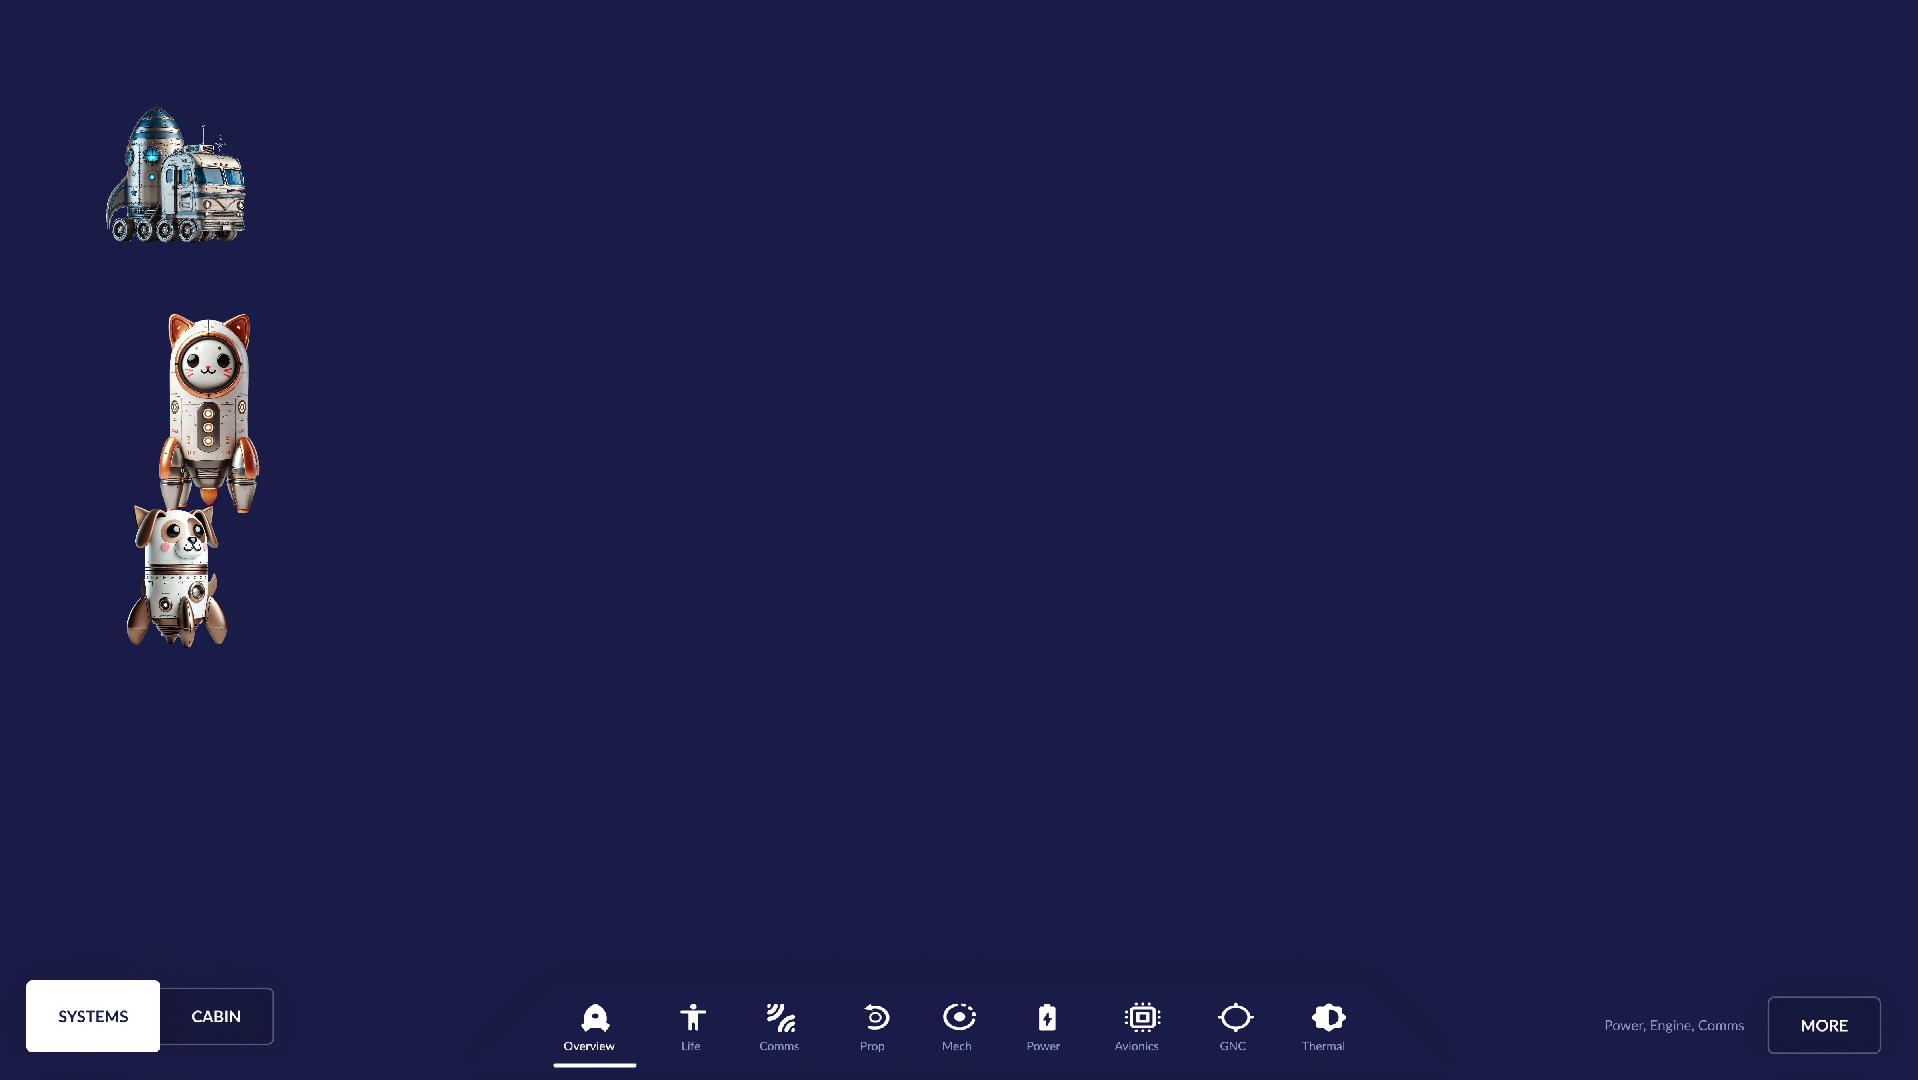 SYSTEMS
CABIN
Overview
Life
Comms
Prop
Mech
Power
Avionics
GNC
Thermal
Power, Engine, Comms
MORE